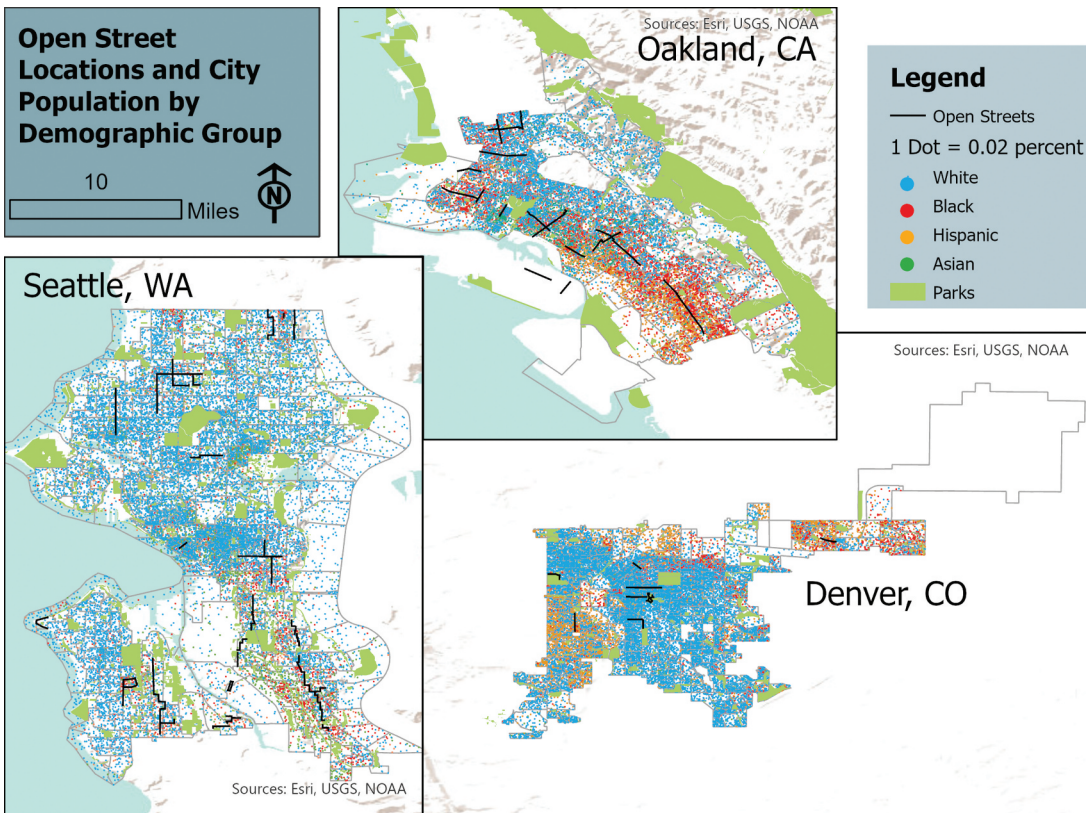 Open Street
Locations and City
Population by
Demographic Group
10
Miles
N
Sources: Esri, USGS, NOAA
Oakland, CA
Legend
Open Streets
1 Dot = 0.02 percent
White
Black
Hispanic
Asian
Parks
Seattle, WA
Sources: Esri, USGS, NOAA
Sources: Esri, USGS, NOAA
Denver, CO